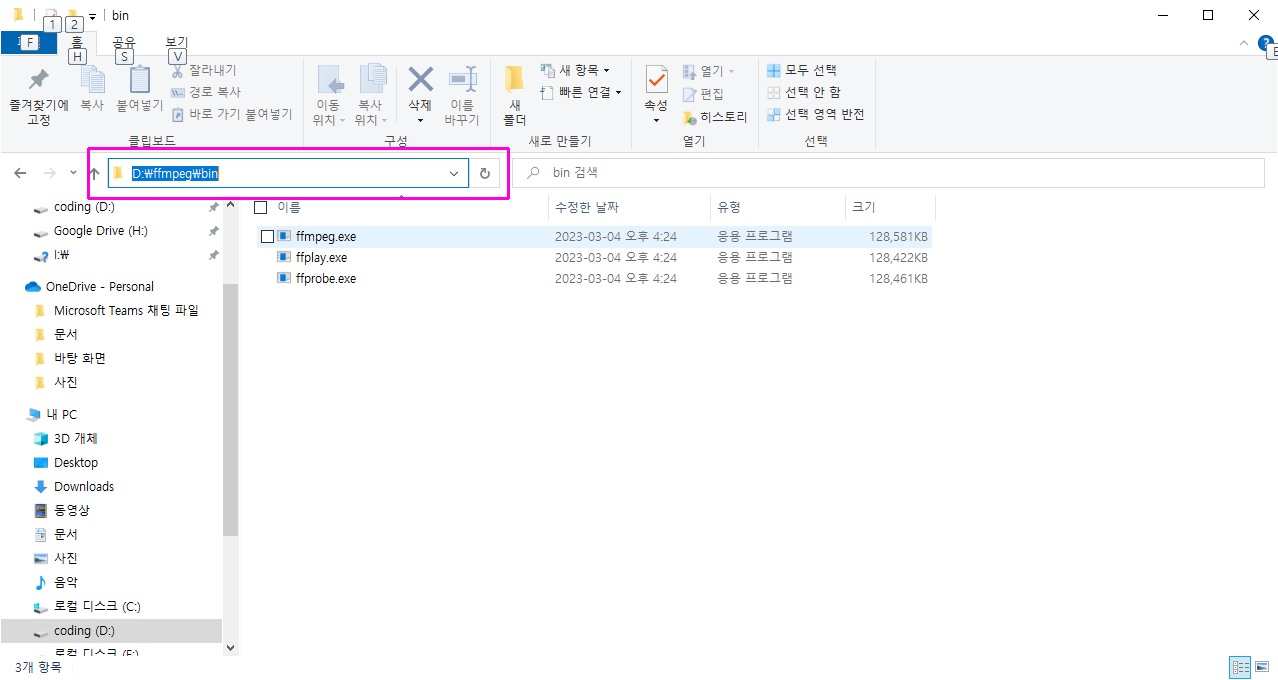 bin
1 2
F 홈 공유 보기
H S V
?
E
즐겨찾기에
고정
복사
붙여넣기
잘라내기
경로 복사
바로 가기 붙여넣기
클립보드
이동
위치
복사
위치
삭제
이름
바꾸기
구성
새
폴더
새 항목
빠른 연결
새로 만들기
속성
열기
편집
히스토리
열기
모두 선택
선택 안 함
선택 영역 반전
선택
D:₩ffmpeg₩bin
bin 검색
coding (D:)
Google Drive (H:)
I:₩
OneDrive - Personal
Microsoft Teams 채팅 파일
문서
바탕 화면
사진
내 PC
3D 개체
Desktop
Downloads
동영상
문서
사진
음악
로컬 디스크 (C:)
coding (D:)
로컬 디스크 (E:)
이름 수정한 날짜 유형 크기
ffmpeg.exe 2023-03-04 오후 4:24 응용 프로그램 128,581KB
ffplay.exe 2023-03-04 오후 4:24 응용 프로그램 128,422KB
ffprobe.exe 2023-03-04 오후 4:24 응용 프로그램 128,461KB
3개 항목